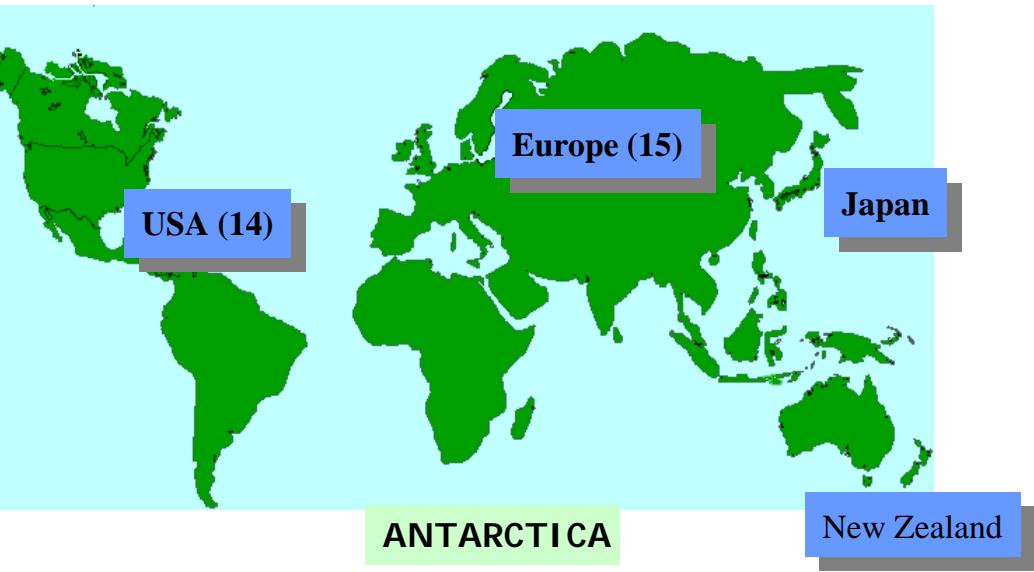 Europe (15)
Japan
USA (14)
New Zealand
ANTARCTICA